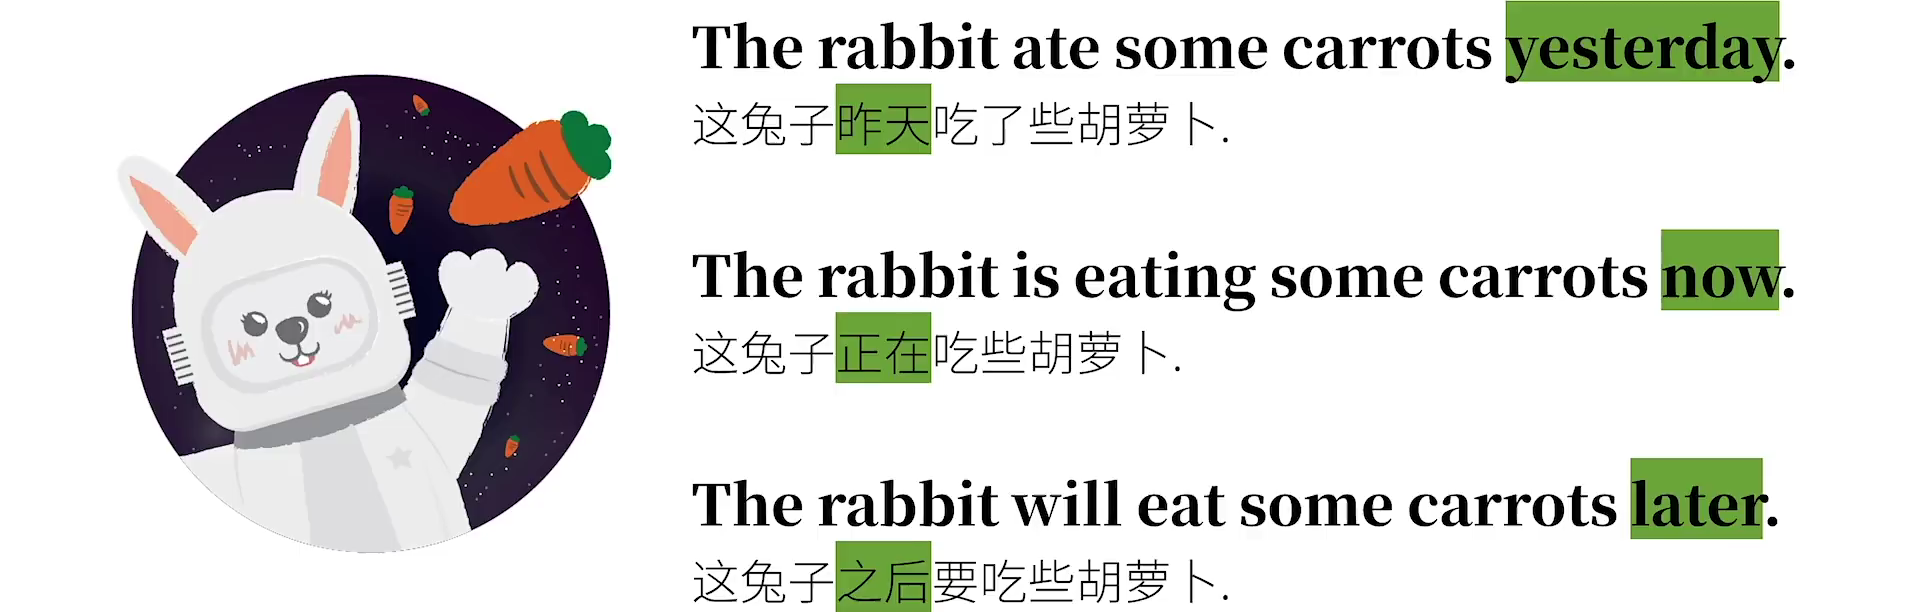 The rabbit ate some carrots yesterday.
这兔子昨天吃了些胡萝卜.
The rabbit is eating some carrots now.
这兔子正在吃些胡萝卜.
The rabbit will eat some carrots later.
这兔子之后要吃些胡萝卜.